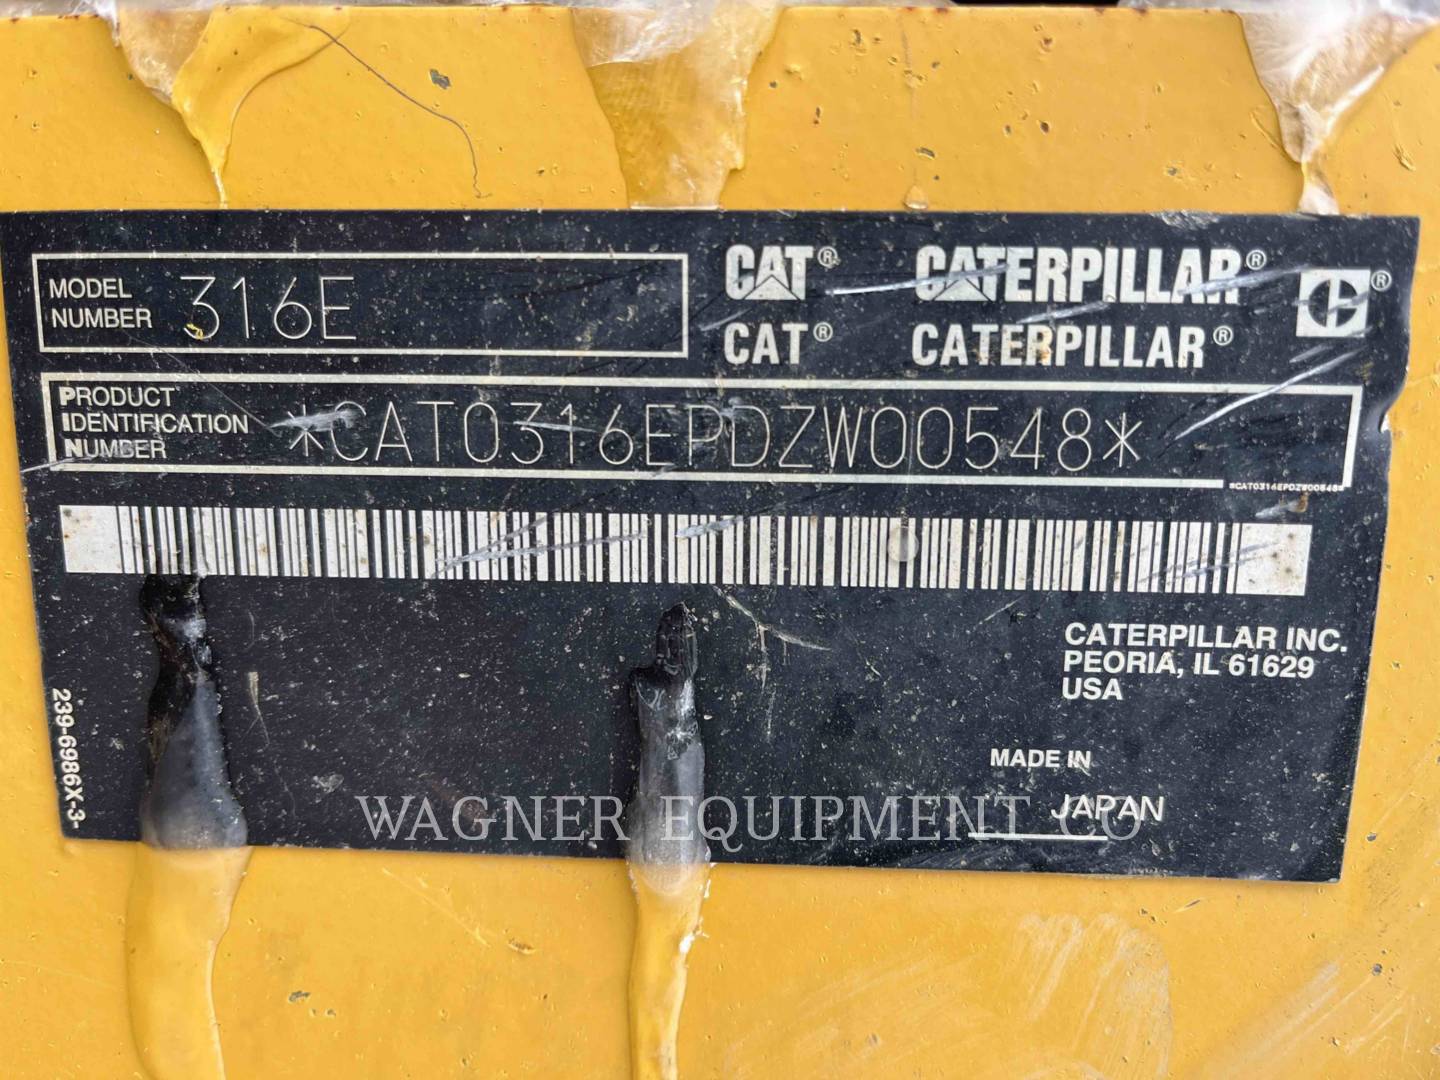 MODEL NUMBER 316E
CAT® CATERPILLAR®
CAT® CATERPILLAR®
PRODUCT IDENTIFICATION NUMBER *CAT0316EPDZW00548*
*CAT0316EPDZW00548*
CATERPILLAR INC.
PEORIA, IL 61629
USA
239-6986X-3-
MADE IN
JAPAN
WAGNER EQUIPMENT CO